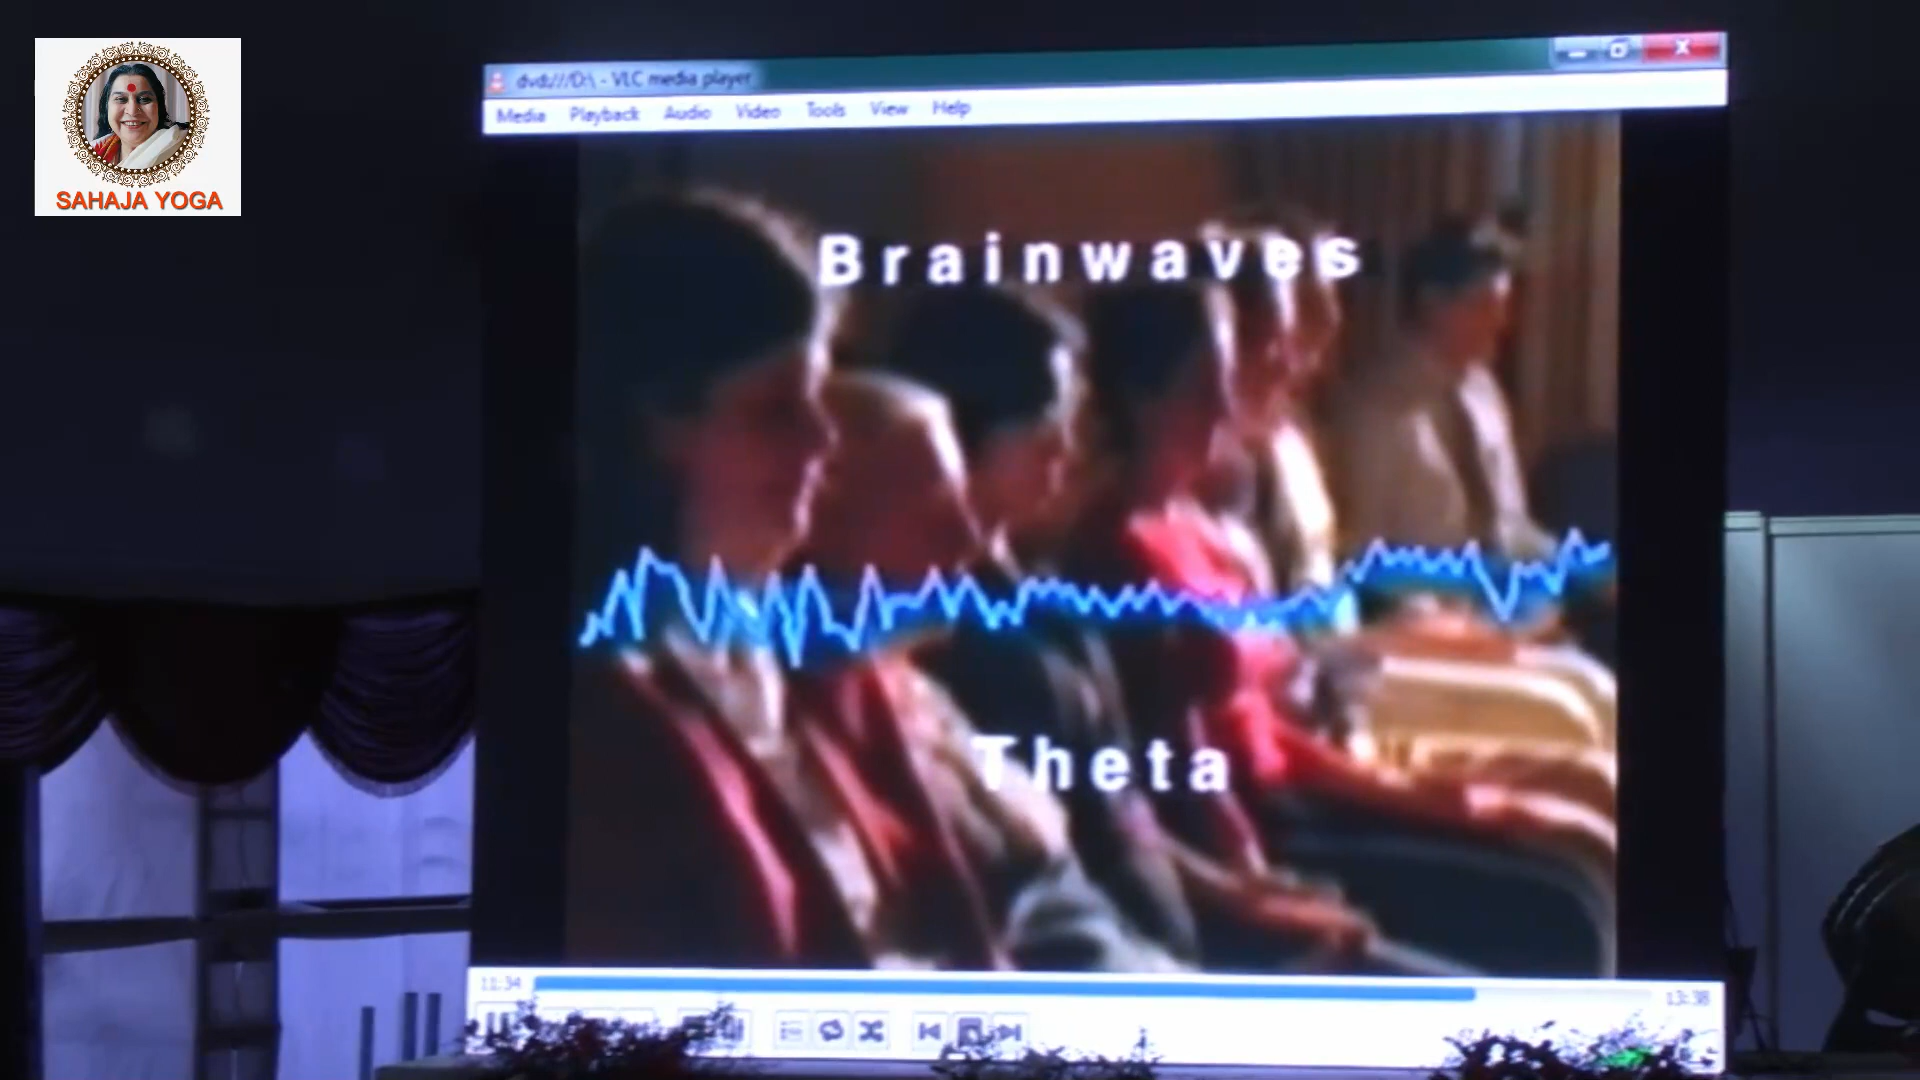 SAHAJA YOGA
dvd:///D:\ - VLC media player
Media Playback Audio Video Tools View Help
Brainwaves
Theta
11:34
13:38